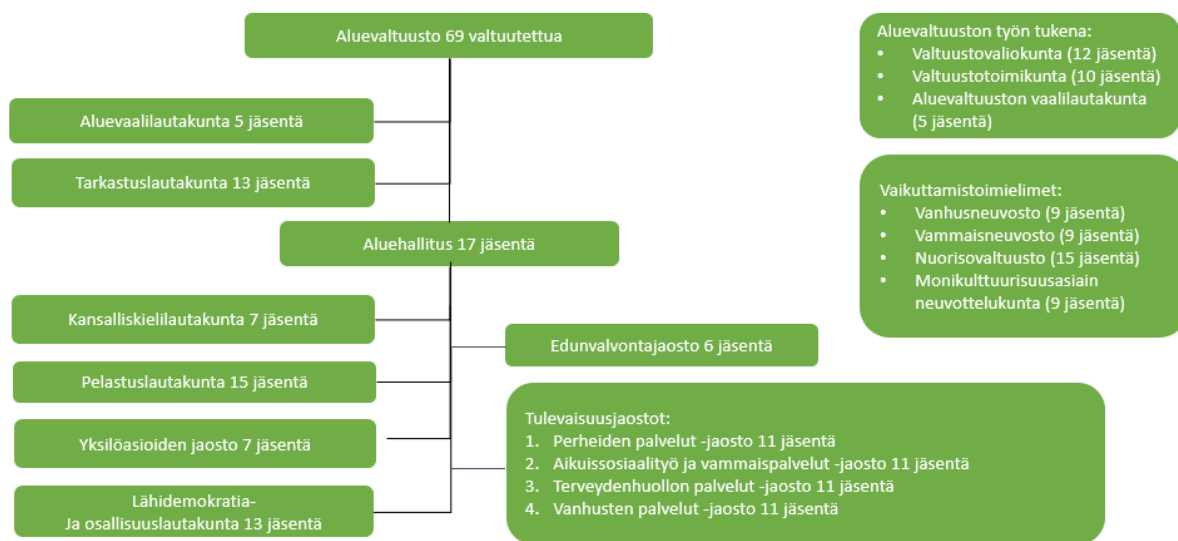 Aluevaltuusto 69 valtuutettua
Aluevaalilautakunta 5 jäsentä
Tarkastuslautakunta 13 jäsentä
Aluehallitus 17 jäsentä
Kansalliskielilautakunta 7 jäsentä
Pelastuslautakunta 15 jäsentä
Yksilöasioiden jaosto 7 jäsentä
Lähidemokratia-
Ja osallisuuslautakunta 13 jäsentä
Edunvalvontajaosto 6 jäsentä
Tulevaisuusjaostot:
1. Perheiden palvelut -jaosto 11 jäsentä
2. Aikuissosiaalityö ja vammaispalvelut -jaosto 11 jäsentä
3. Terveydenhuollon palvelut -jaosto 11 jäsentä
4. Vanhusten palvelut -jaosto 11 jäsentä
Aluevaltuuston työn tukena:
• Valtuustovaliokunta (12 jäsentä)
• Valtuustotoimikunta (10 jäsentä)
• Aluevaltuuston vaalilautakunta
(5 jäsentä)
Vaikuttamistoimielimet:
• Vanhusneuvosto (9 jäsentä)
• Vammaisneuvosto (9 jäsentä)
• Nuorisovaltuusto (15 jäsentä)
• Monikulttuurisuusasiain
neuvottelukunta (9 jäsentä)